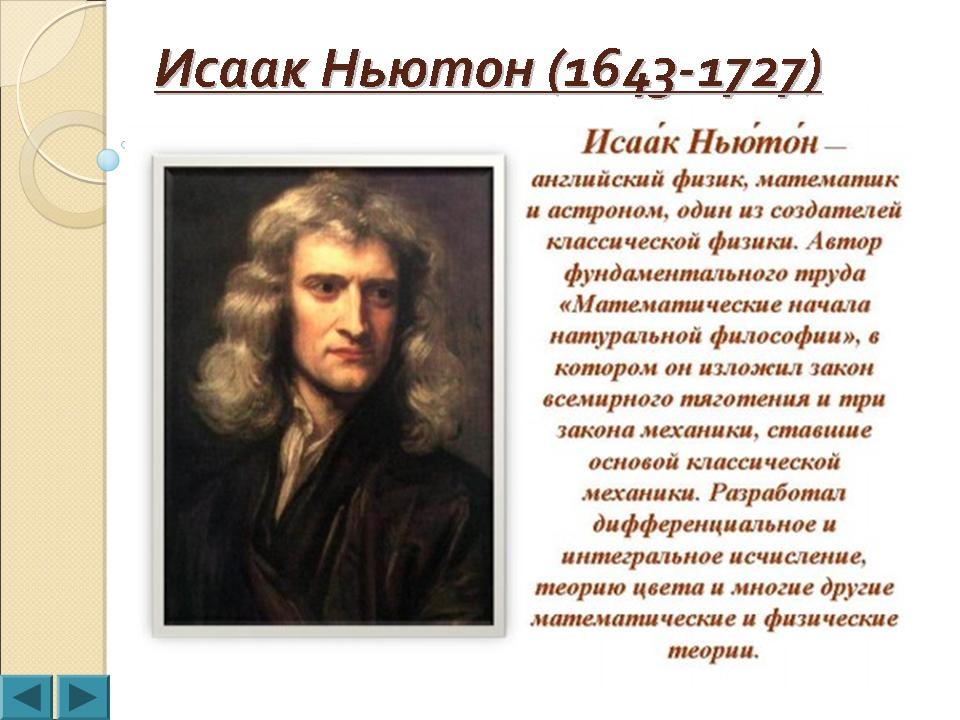 Исаак Ньютон (1643-1727)
Исаа́к Нью́то́н —
английский физик, математик
и астроном, один из создателей
классической физики. Автор
фундаментального труда
«Математические начала
натуральной философии», в
котором он изложил закон
всемирного тяготения и три
закона механики, ставшие
основой классической
механики. Разработал
дифференциальное и
интегральное исчисление,
теорию цвета и многие другие
математические и физические
теории.